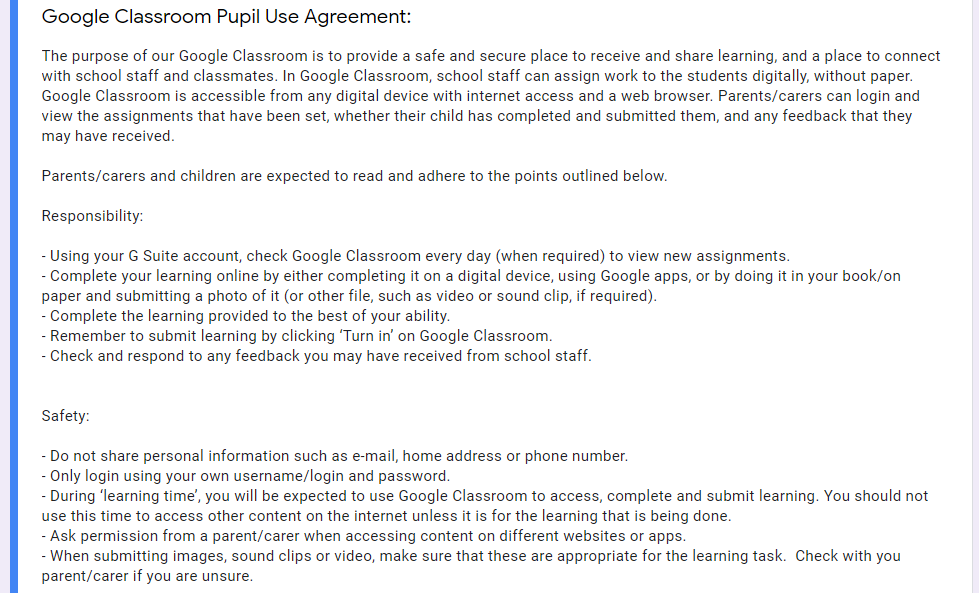 Google Classroom Pupil Use Agreement:
The purpose of our Google Classroom is to provide a safe and secure place to receive and share learning, and a place to connect
with school staff and classmates. In Google Classroom, school staff can assign work to the students digitally, without paper.
Google Classroom is accessible from any digital device with internet access and a web browser. Parents/carers can login and
view the assignments that have been set, whether their child has completed and submitted them, and any feedback that they
may have received.
Parents/carers and children are expected to read and adhere to the points outlined below.
Responsibility:
- Using your G Suite account, check Google Classroom every day (when required) to view new assignments.
- Complete your learning online by either completing it on a digital device, using Google apps, or by doing it in your book/on
paper and submitting a photo of it (or other file, such as video or sound clip, if required).
- Complete the learning provided to the best of your ability.
- Remember to submit learning by clicking ‘Turn in’ on Google Classroom.
- Check and respond to any feedback you may have received from school staff.
Safety:
- Do not share personal information such as e-mail, home address or phone number.
- Only login using your own username/login and password.
- During ‘learning time’, you will be expected to use Google Classroom to access, complete and submit learning. You should not
use this time to access other content on the internet unless it is for the learning that is being done.
- Ask permission from a parent/carer when accessing content on different websites or apps.
- When submitting images, sound clips or video, make sure that these are appropriate for the learning task.  Check with you
parent/carer if you are unsure.